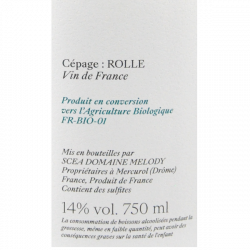 Cépage : ROLLE
Vin de France
Produit en conversion
vers l'Agriculture Biologique
FR-BIO-01
Mis en bouteilles par
SCEA DOMAINE MELODY
Propriétaires à Mercurol (Drôme)
France, Produit de France
Contient des sulfites
14% vol. 750 ml
La consommation de boissons alcoolisées pendant la
grossesse, même en faible quantité, peut avoir des
conséquences graves sur la santé de l'enfant